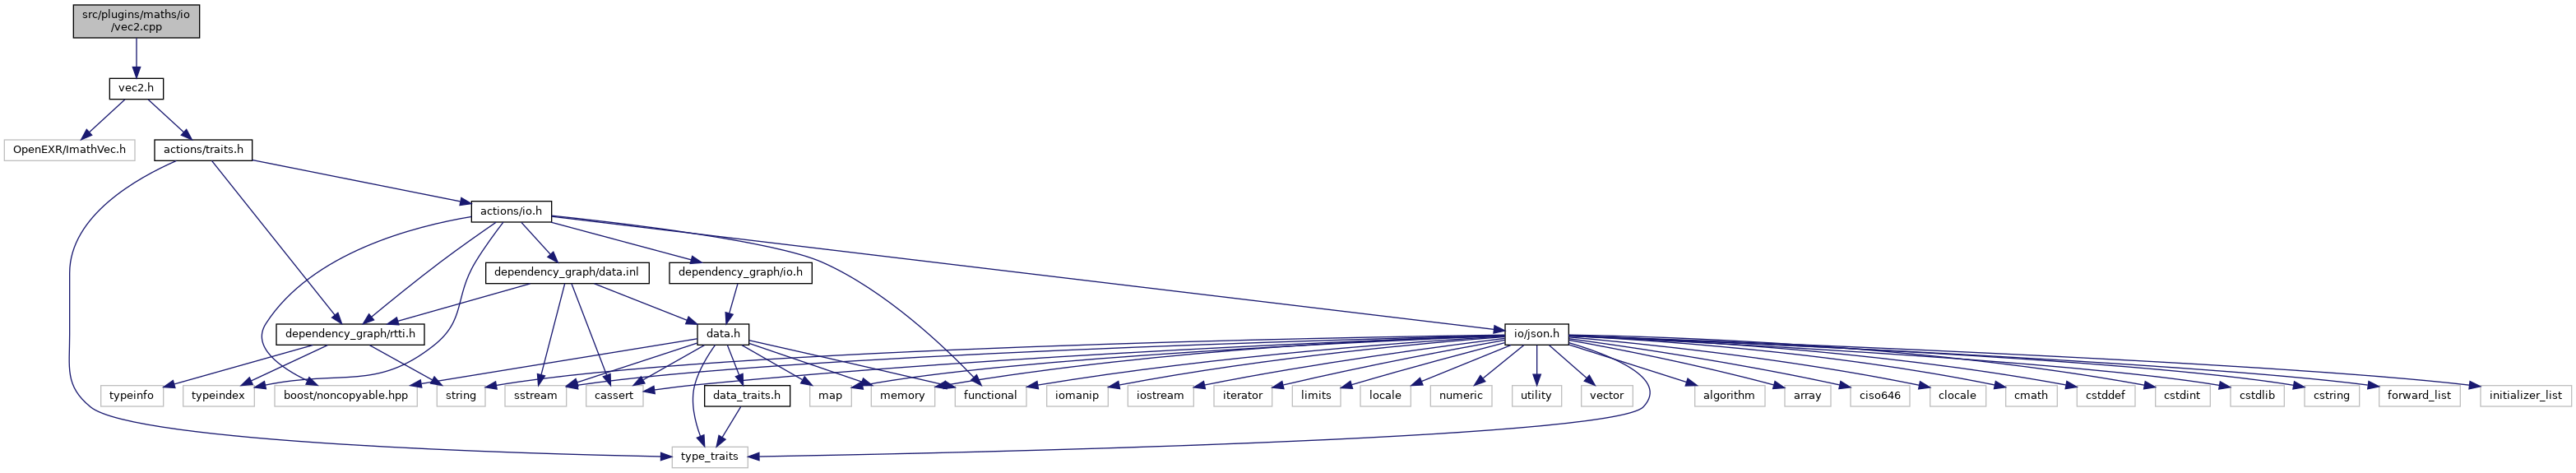 src/plugins/maths/io
/vec2.cpp
vec2.h
OpenEXR/ImathVec.h
actions/traits.h
actions/io.h
dependency_graph/data.inl
dependency_graph/io.h
dependency_graph/rtti.h
data.h
io/json.h
typeinfo
typeindex
boost/noncopyable.hpp
string
sstream
cassert
data_traits.h
map
memory
functional
iomanip
iostream
iterator
limits
locale
numeric
utility
vector
algorithm
array
ciso646
clocale
cmath
cstddef
cstdint
cstdlib
cstring
forward_list
initializer_list
type_traits